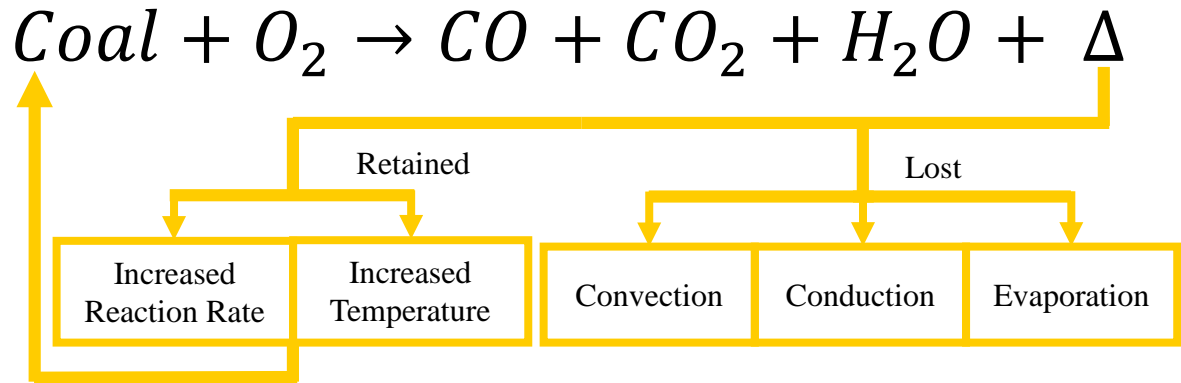 Coal + O₂ → CO + CO₂ + H₂O + Δ
Retained
Lost
Increased
Reaction Rate
Increased
Temperature
Convection
Conduction
Evaporation